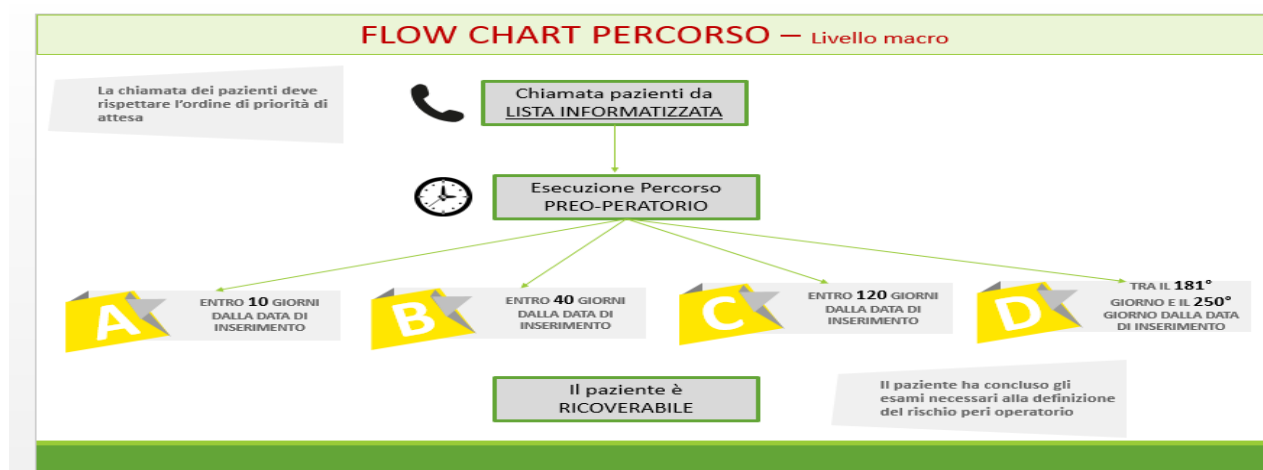 FLOW CHART PERCORSO – Livello macro
La chiamata dei pazienti deve
rispettare l'ordine di priorità di
attesa
Chiamata pazienti da
LISTA INFORMATIZZATA
Esecuzione Percorso
PREO-PERATORIO
A
ENTRO 10 GIORNI
DALLA DATA DI
INSERIMENTO
B
ENTRO 40 GIORNI
DALLA DATA DI
INSERIMENTO
C
ENTRO 120 GIORNI
DALLA DATA DI
INSERIMENTO
D
TRA IL 181°
GIORNO E IL 250°
GIORNO DALLA DATA
DI INSERIMENTO
Il paziente è
RICOVERABILE
Il paziente ha concluso gli
esami necessari alla definizione
del rischio peri operatorio